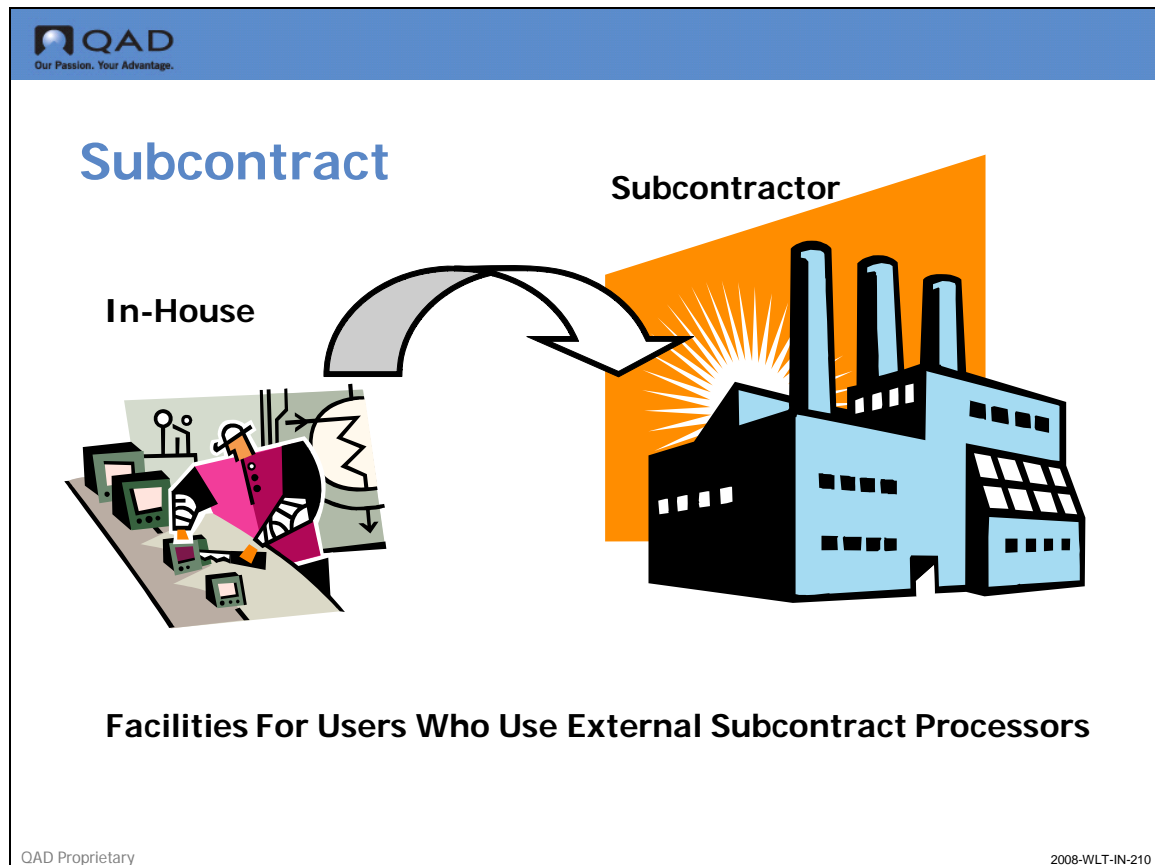 QAD
Our Passion. Your Advantage.
Subcontract
Subcontractor
In-House
Facilities For Users Who Use External Subcontract Processors
QAD Proprietary
2008-WLT-IN-210